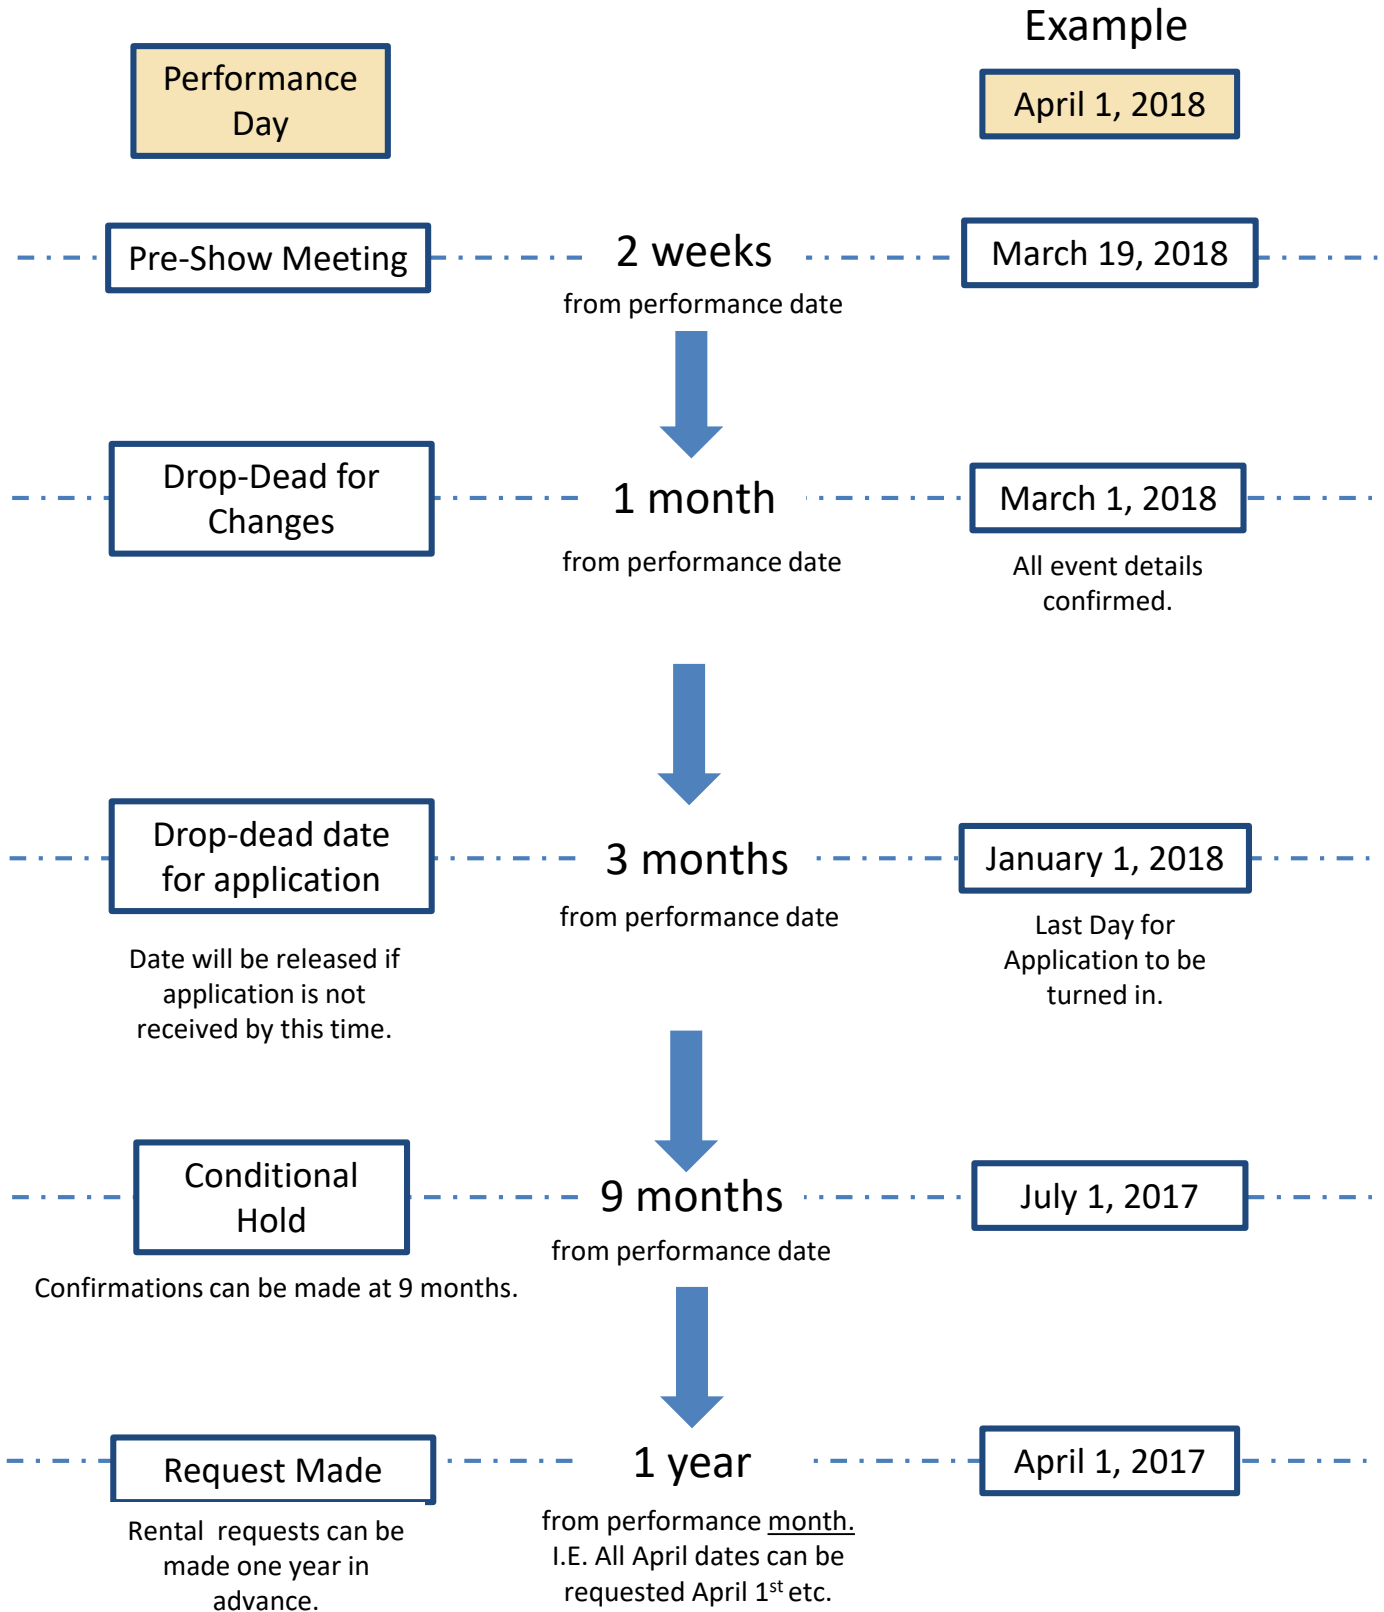 Example
Performance
Day
April 1, 2018
Pre-Show Meeting
2 weeks
from performance date
March 19, 2018
Drop-Dead for
Changes
1 month
from performance date
March 1, 2018
All event details
confirmed.
Drop-dead date
for application
Date will be released if
application is not
received by this time.
3 months
from performance date
January 1, 2018
Last Day for
Application to be
turned in.
Conditional
Hold
Confirmations can be made at 9 months.
9 months
from performance date
July 1, 2017
Request Made
Rental requests can be
made one year in
advance.
1 year
from performance month.
I.E. All April dates can be
requested April 1st etc.
April 1, 2017